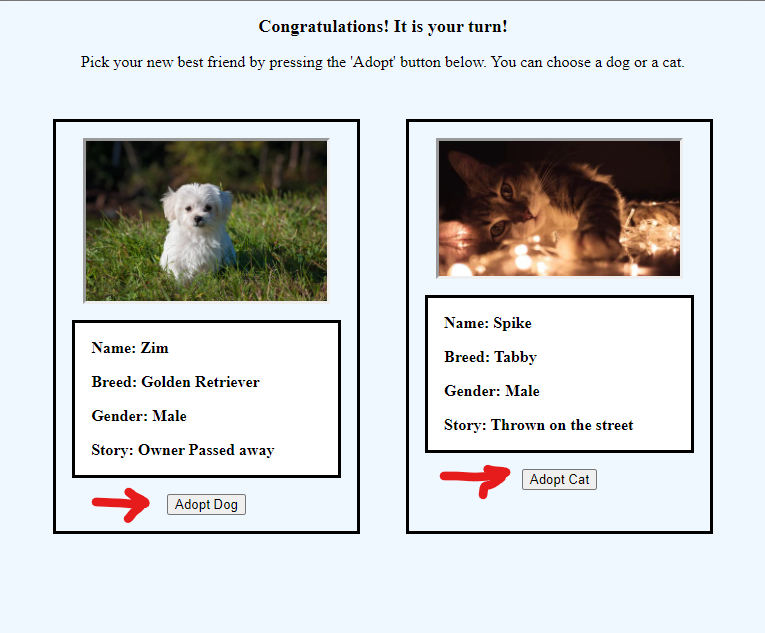 Congratulations! It is your turn!
Pick your new best friend by pressing the 'Adopt' button below. You can choose a dog or a cat.
Name: Zim
Breed: Golden Retriever
Gender: Male
Story: Owner Passed away
Adopt Dog
Name: Spike
Breed: Tabby
Gender: Male
Story: Thrown on the street
Adopt Cat